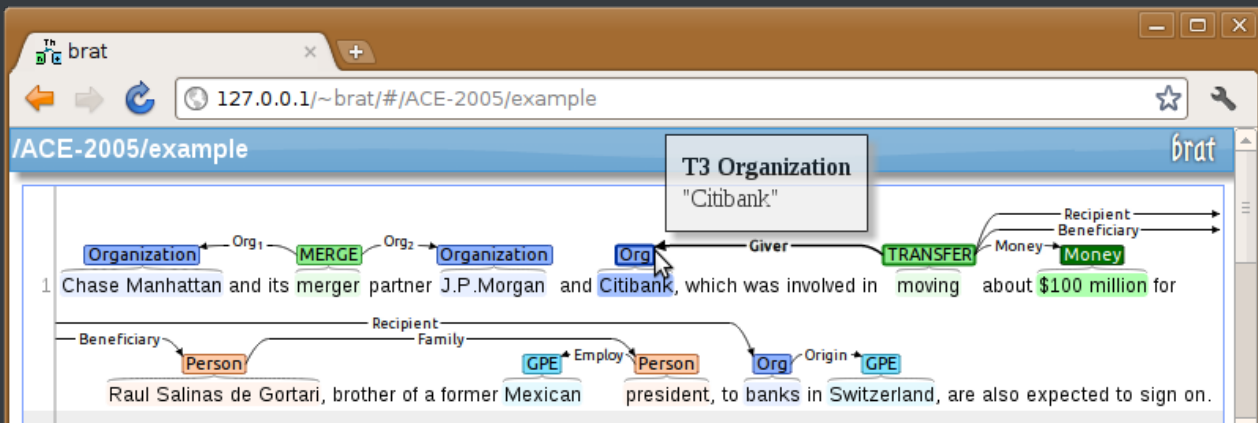 brat
127.0.0.1/~brat/#/ACE-2005/example
/ACE-2005/example
brat
T3 Organization
"Citibank"
Recipient
Beneficiary
Organization Org1 MERGE Org2 Organization Org Giver TRANSFER Money Money
1 Chase Manhattan and its merger partner J.P.Morgan and Citibank, which was involved in moving about $100 million for
Recipient
Beneficiary Family
Person GPE Employ Person Org Origin GPE
Raul Salinas de Gortari, brother of a former Mexican president, to banks in Switzerland, are also expected to sign on.